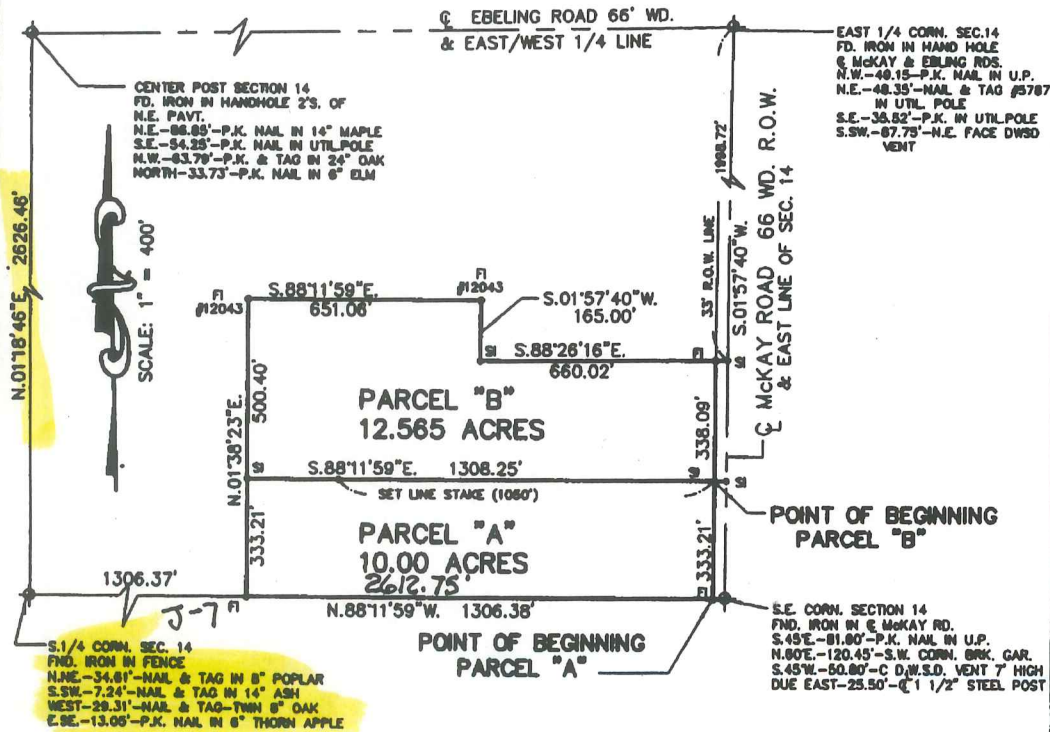 ℄ EBELING ROAD 66' WD.
& EAST/WEST 1/4 LINE
EAST 1/4 CORN. SEC.14
FD. IRON IN HAND HOLE
℄ McKAY & EBLING RDS.
N.W.-49.15-P.K. NAIL IN U.P.
N.E.-48.35'-NAIL & TAG #5787
IN UTIL. POLE
S.E.-35.52'-P.K. IN UTIL.POLE
S.SW.-67.75'-N.E. FACE DWSD
VENT
CENTER POST SECTION 14
FD. IRON IN HANDHOLE 2'S. OF
N.E. PAVT.
N.E.-66.85'-P.K. NAIL IN 14" MAPLE
S.E.-54.25'-P.K. NAIL IN UTIL.POLE
N.W.-63.79'-P.K. & TAG IN 24" OAK
NORTH-33.73'-P.K. NAIL IN 6" ELM
N.01°18'46"E. 2626.46'
SCALE: 1" = 400'
1998.72'
33' R.O.W. LINE
S.01°57'40"W.
℄ McKAY ROAD 66 WD. R.O.W.
& EAST LINE OF SEC. 14
FI
#12043
S.88°11'59"E.
651.06'
FI
#12043
S.01°57'40"W.
165.00'
SI
S.88°26'16"E.
660.02'
FI
SI
PARCEL "B"
12.565 ACRES
N.01°38'23"E.
500.40'
338.09'
SI
S.88°11'59"E. 1308.25'
SI
SI
SET LINE STAKE (1050')
POINT OF BEGINNING
PARCEL "B"
PARCEL "A"
10.00 ACRES
333.21'
333.21'
2612.75'
1306.37'
J-7
FI
N.88°11'59"W. 1306.38'
FI
POINT OF BEGINNING
PARCEL "A"
S.1/4 CORN. SEC. 14
FND. IRON IN FENCE
N.NE.-34.61'-NAIL & TAG IN 8" POPLAR
S.SW.-7.24'-NAIL & TAG IN 14" ASH
WEST-29.31'-NAIL & TAG-TWIN 8" OAK
E.SE.-13.05'-P.K. NAIL IN 6" THORN APPLE
S.E. CORN. SECTION 14
FND. IRON IN ℄ McKAY RD.
S.45°E.-81.80'-P.K. NAIL IN U.P.
N.60°E.-120.45'-S.W. CORN. BRK. GAR.
S.45°W.-50.80'-C D.W.S.D. VENT 7' HIGH
DUE EAST-25.50'-℄ 1 1/2" STEEL POST